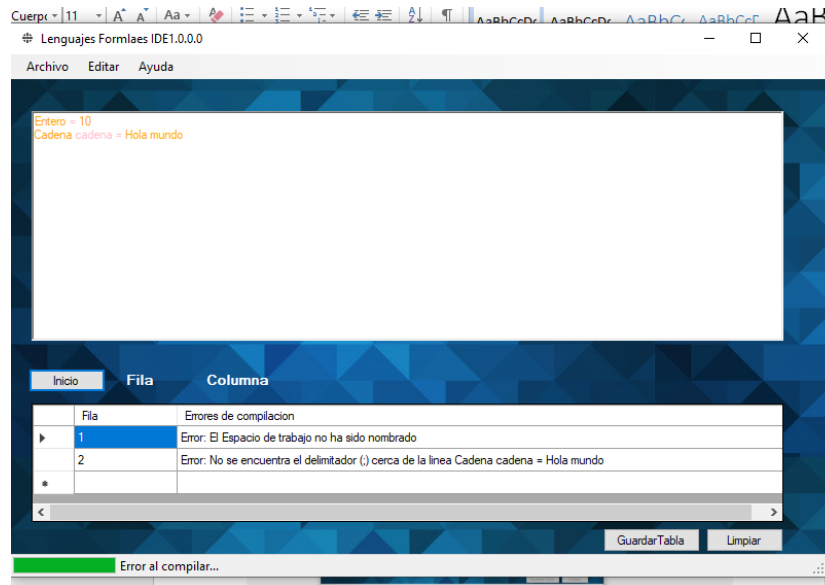 Cuerpo 11 A A Aa
AaBbCcDc AaBbCcDc AaBbCc AaBbCcD AaB
Lenguajes Formlaes IDE1.0.0.0
Archivo Editar Ayuda
Entero = 10
Cadena cadena = Hola mundo
Inicio Fila Columna
Fila Errores de compilacion
1 Error: El Espacio de trabajo no ha sido nombrado
2 Error: No se encuentra el delimitador (;) cerca de la linea Cadena cadena = Hola mundo
GuardarTabla Limpiar
Error al compilar...